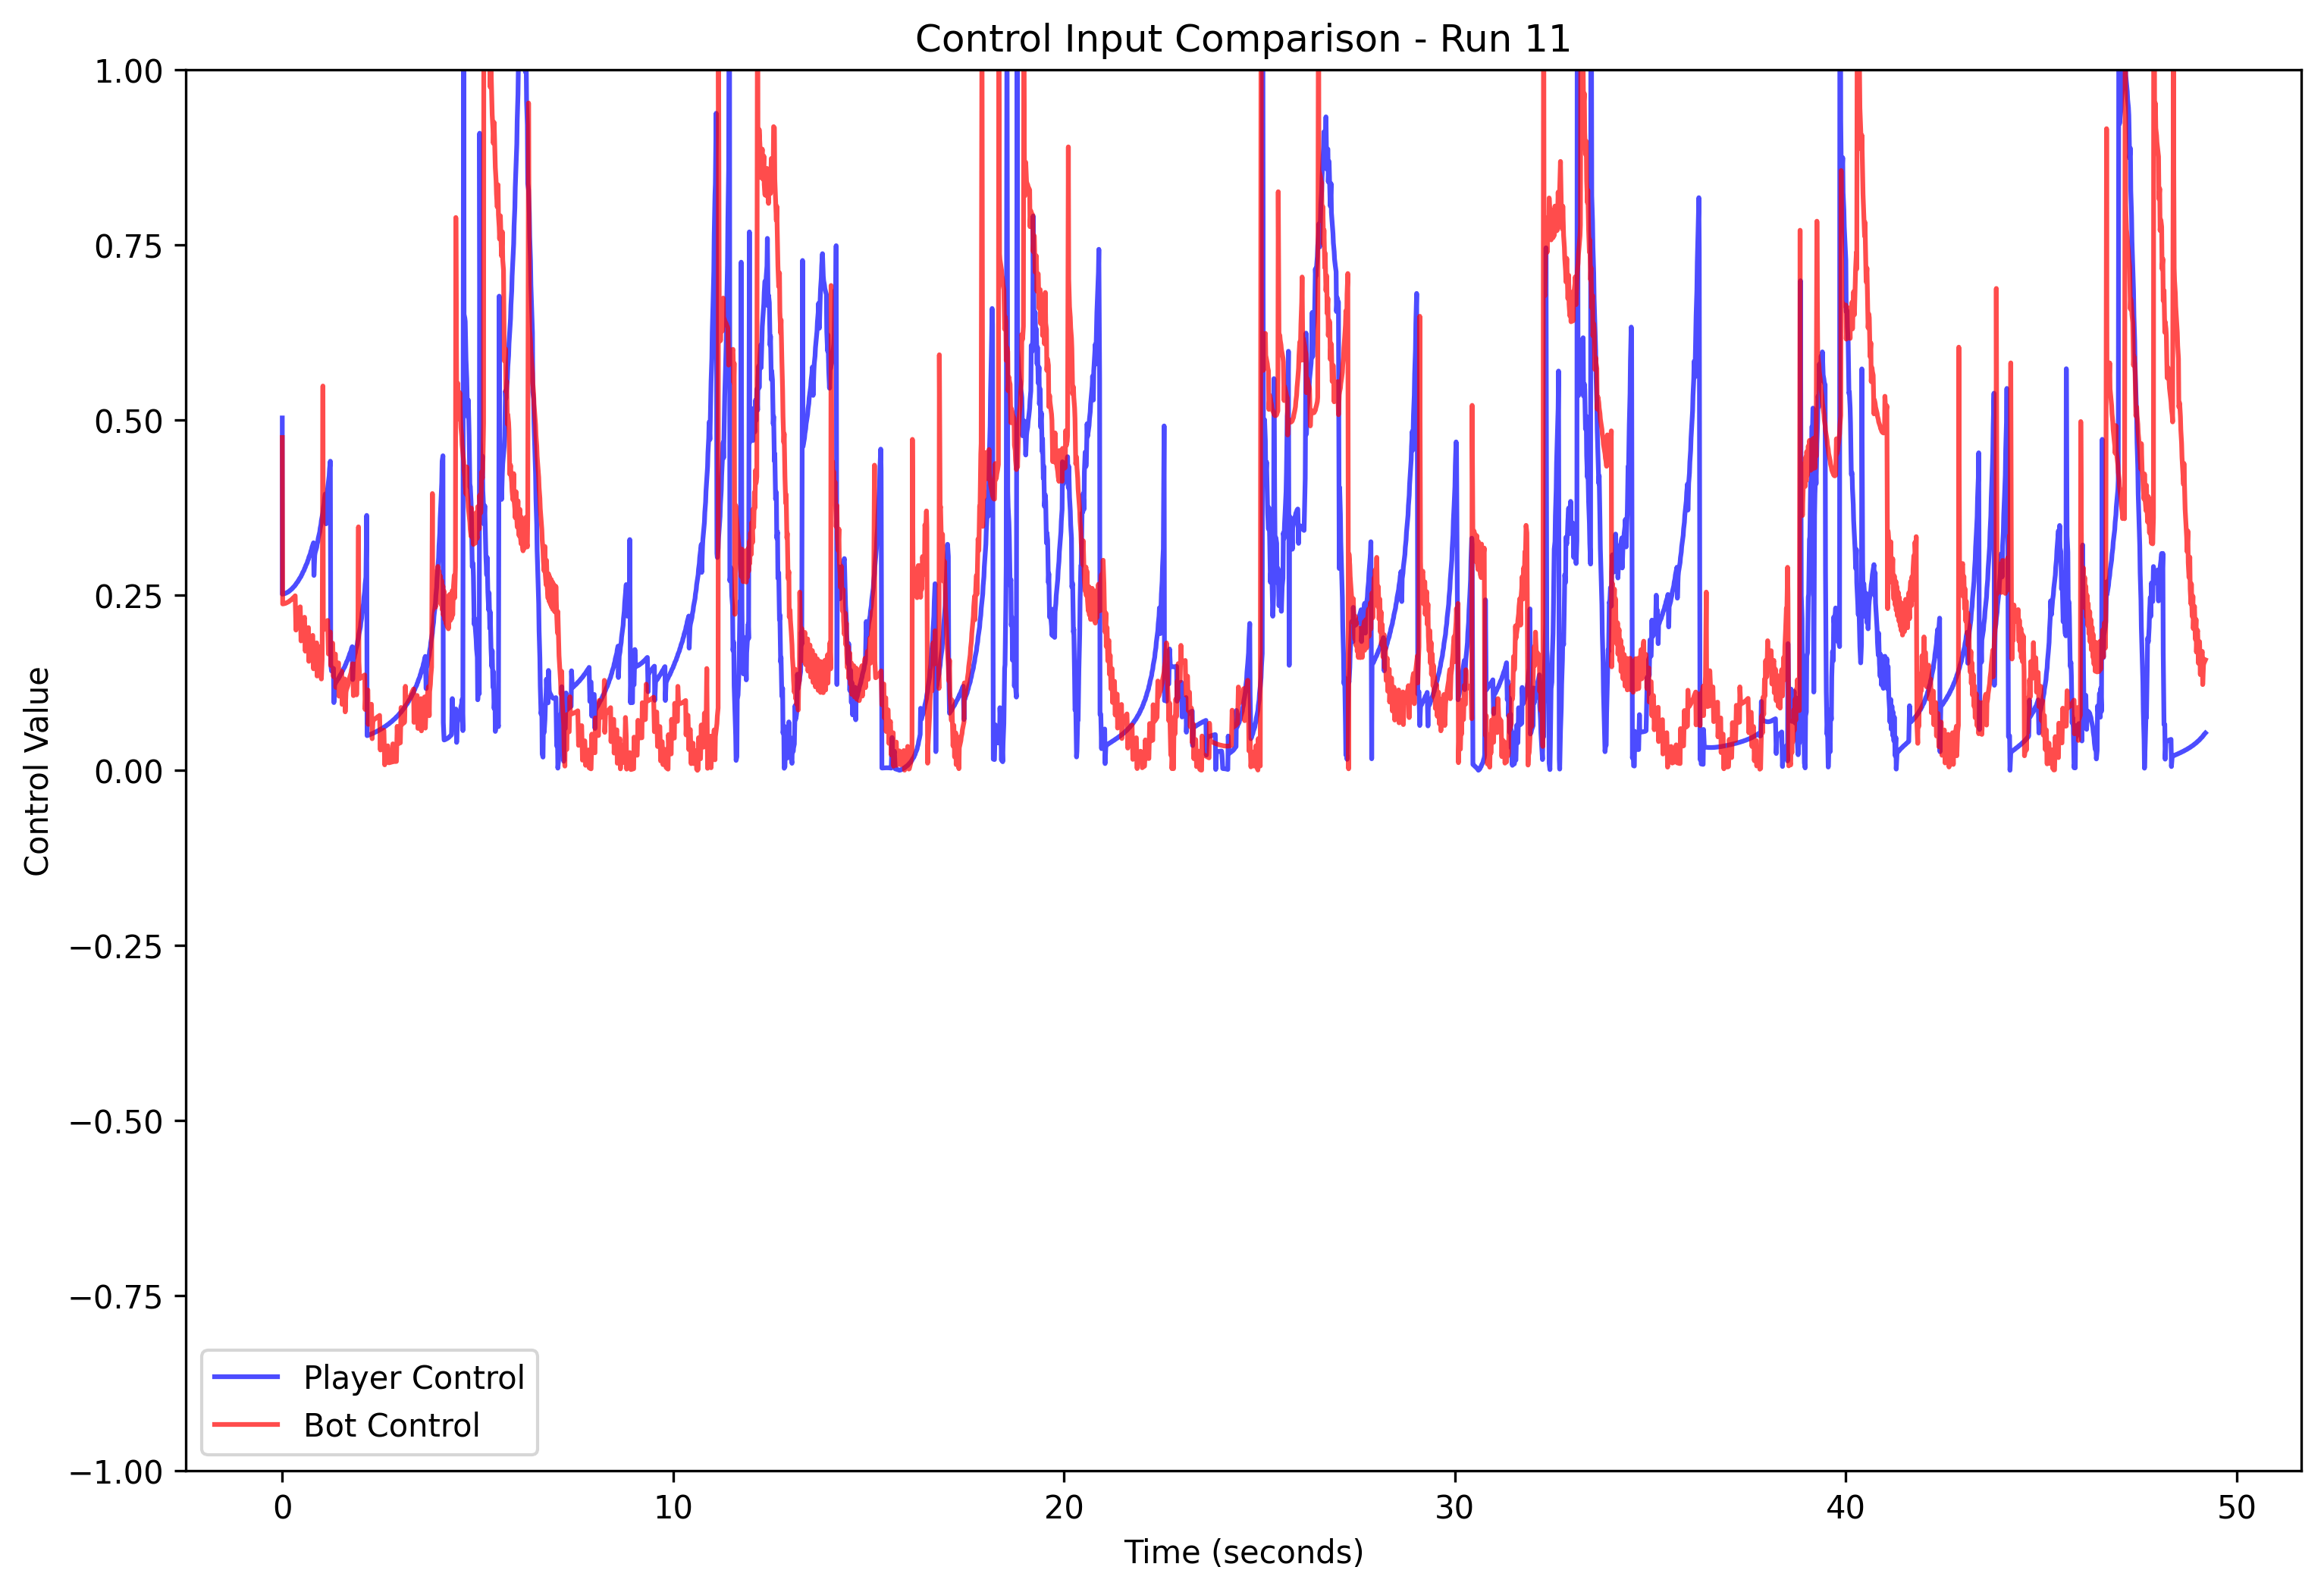 Control Input Comparison - Run 11
1.00
0.75
0.50
0.25
0.00
−0.25
−0.50
−0.75
−1.00
Control Value
Player Control
Bot Control
0 10 20 30 40 50
Time (seconds)